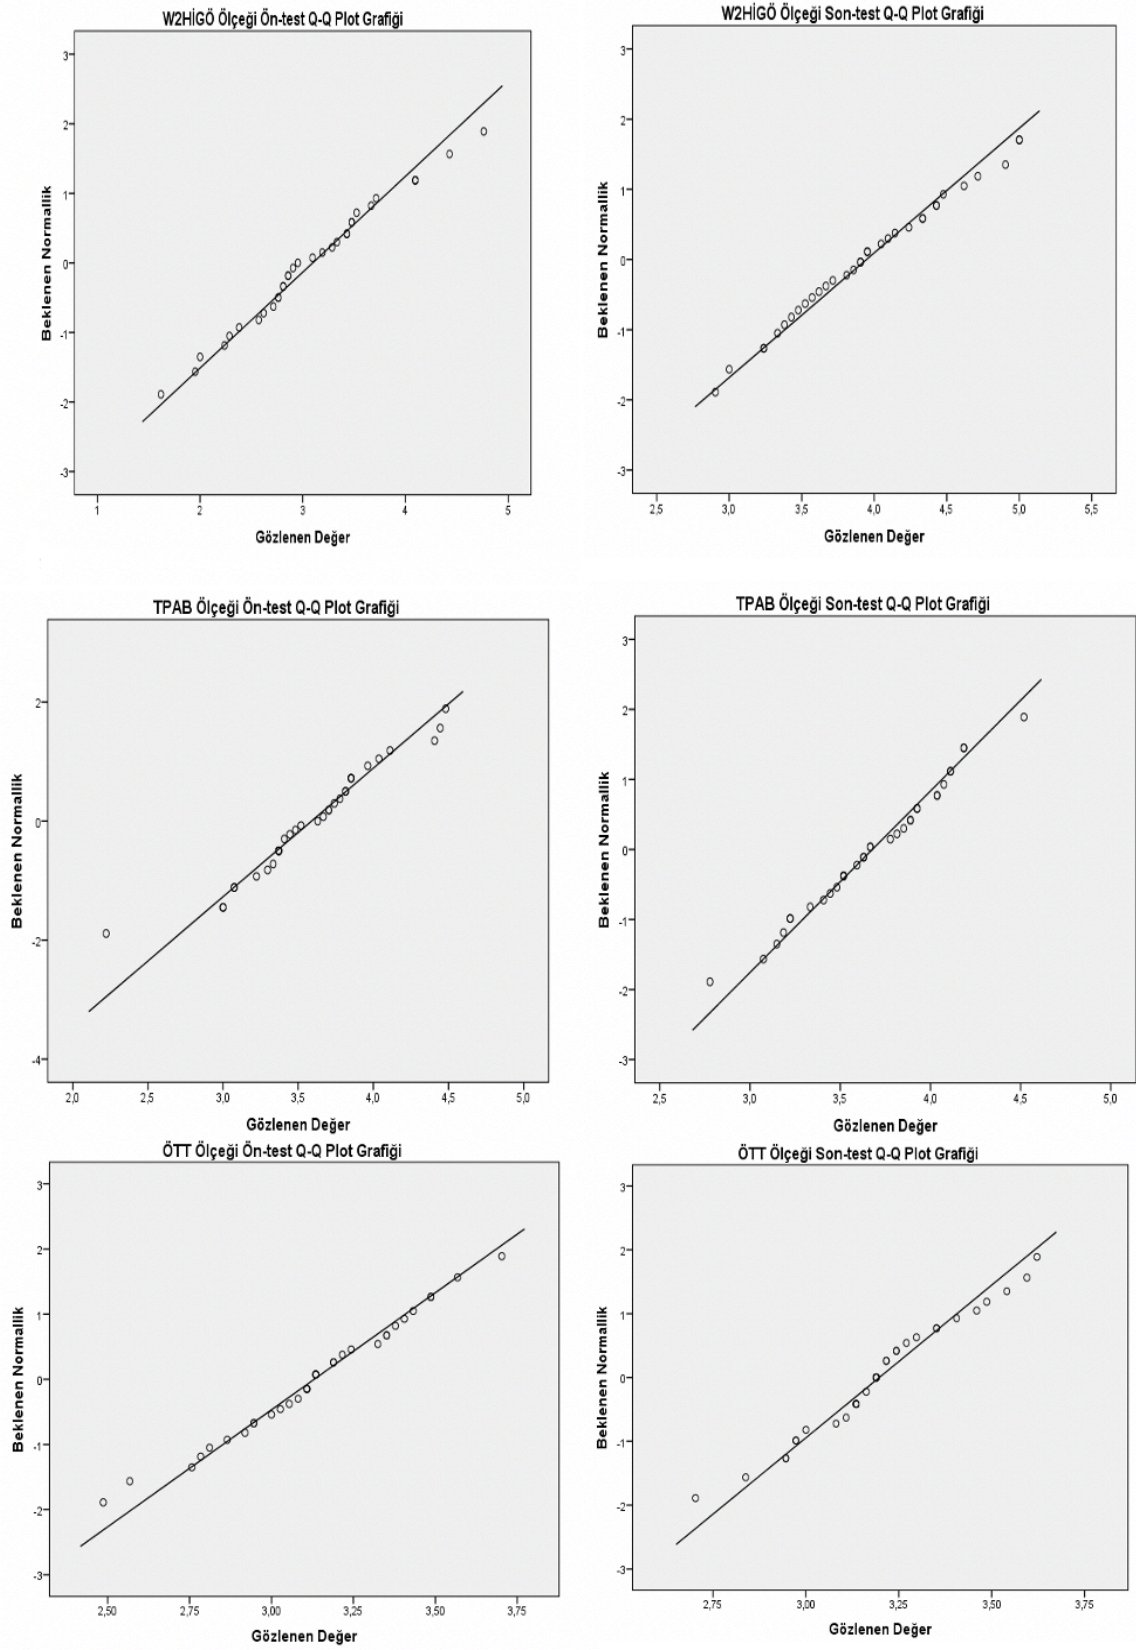 W2HİGÖ Ölçeği Ön-test Q-Q Plot Grafiği
Beklenen Normallik
3
2
1
0
-1
-2
-3
1 2 3 4 5
Gözlenen Değer
W2HİGÖ Ölçeği Son-test Q-Q Plot Grafiği
Beklenen Normallik
3
2
1
0
-1
-2
-3
2,5 3,0 3,5 4,0 4,5 5,0 5,5
Gözlenen Değer
TPAB Ölçeği Ön-test Q-Q Plot Grafiği
Beklenen Normallik
2
0
-2
-4
2,0 2,5 3,0 3,5 4,0 4,5 5,0
Gözlenen Değer
TPAB Ölçeği Son-test Q-Q Plot Grafiği
Beklenen Normallik
3
2
1
0
-1
-2
-3
2,5 3,0 3,5 4,0 4,5 5,0
Gözlenen Değer
ÖTT Ölçeği Ön-test Q-Q Plot Grafiği
Beklenen Normallik
3
2
1
0
-1
-2
-3
2,50 2,75 3,00 3,25 3,50 3,75
Gözlenen Değer
ÖTT Ölçeği Son-test Q-Q Plot Grafiği
Beklenen Normallik
3
2
1
0
-1
-2
-3
2,75 3,00 3,25 3,50 3,75
Gözlenen Değer